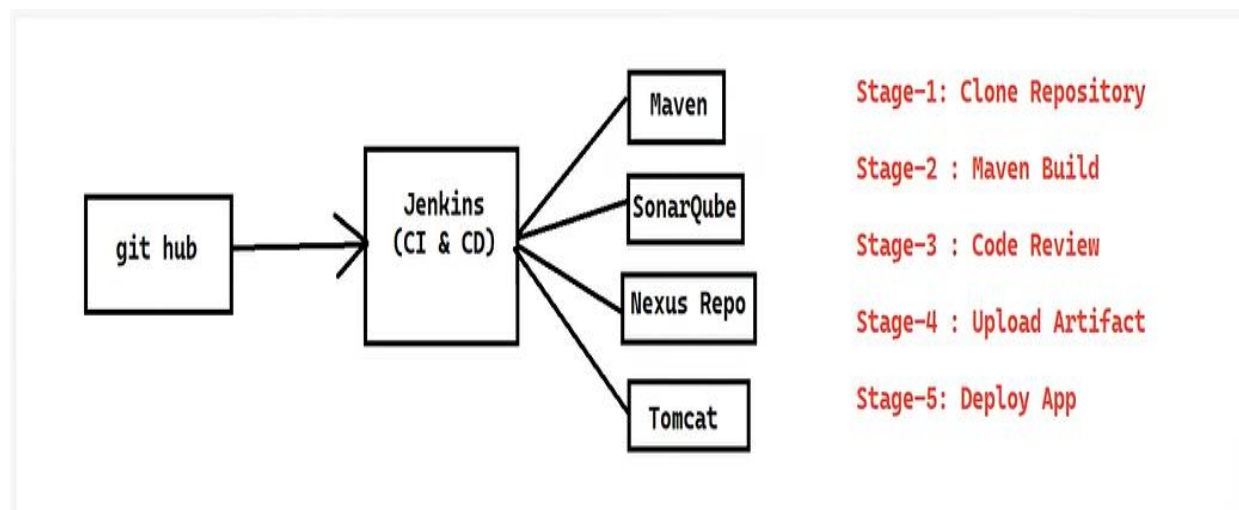 git hub
Jenkins
(CI & CD)
Maven
SonarQube
Nexus Repo
Tomcat
Stage-1: Clone Repository
Stage-2 : Maven Build
Stage-3 : Code Review
Stage-4 : Upload Artifact
Stage-5: Deploy App